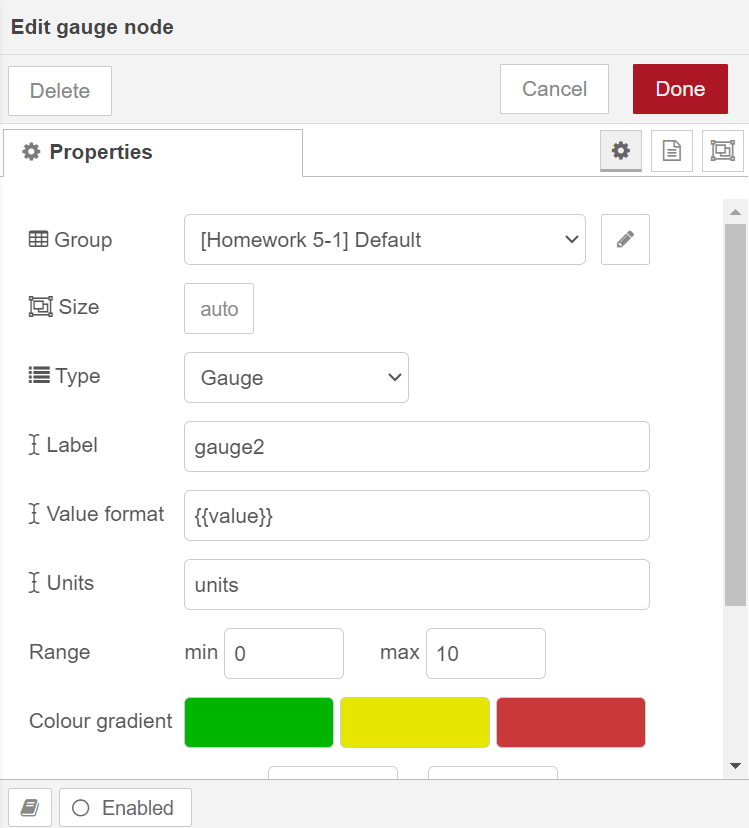 Edit gauge node
Delete
Cancel
Done
Properties
Group
[Homework 5-1] Default
Size
auto
Type
Gauge
Label
gauge2
Value format
{{value}}
Units
units
Range
min
0
max
10
Colour gradient
Enabled